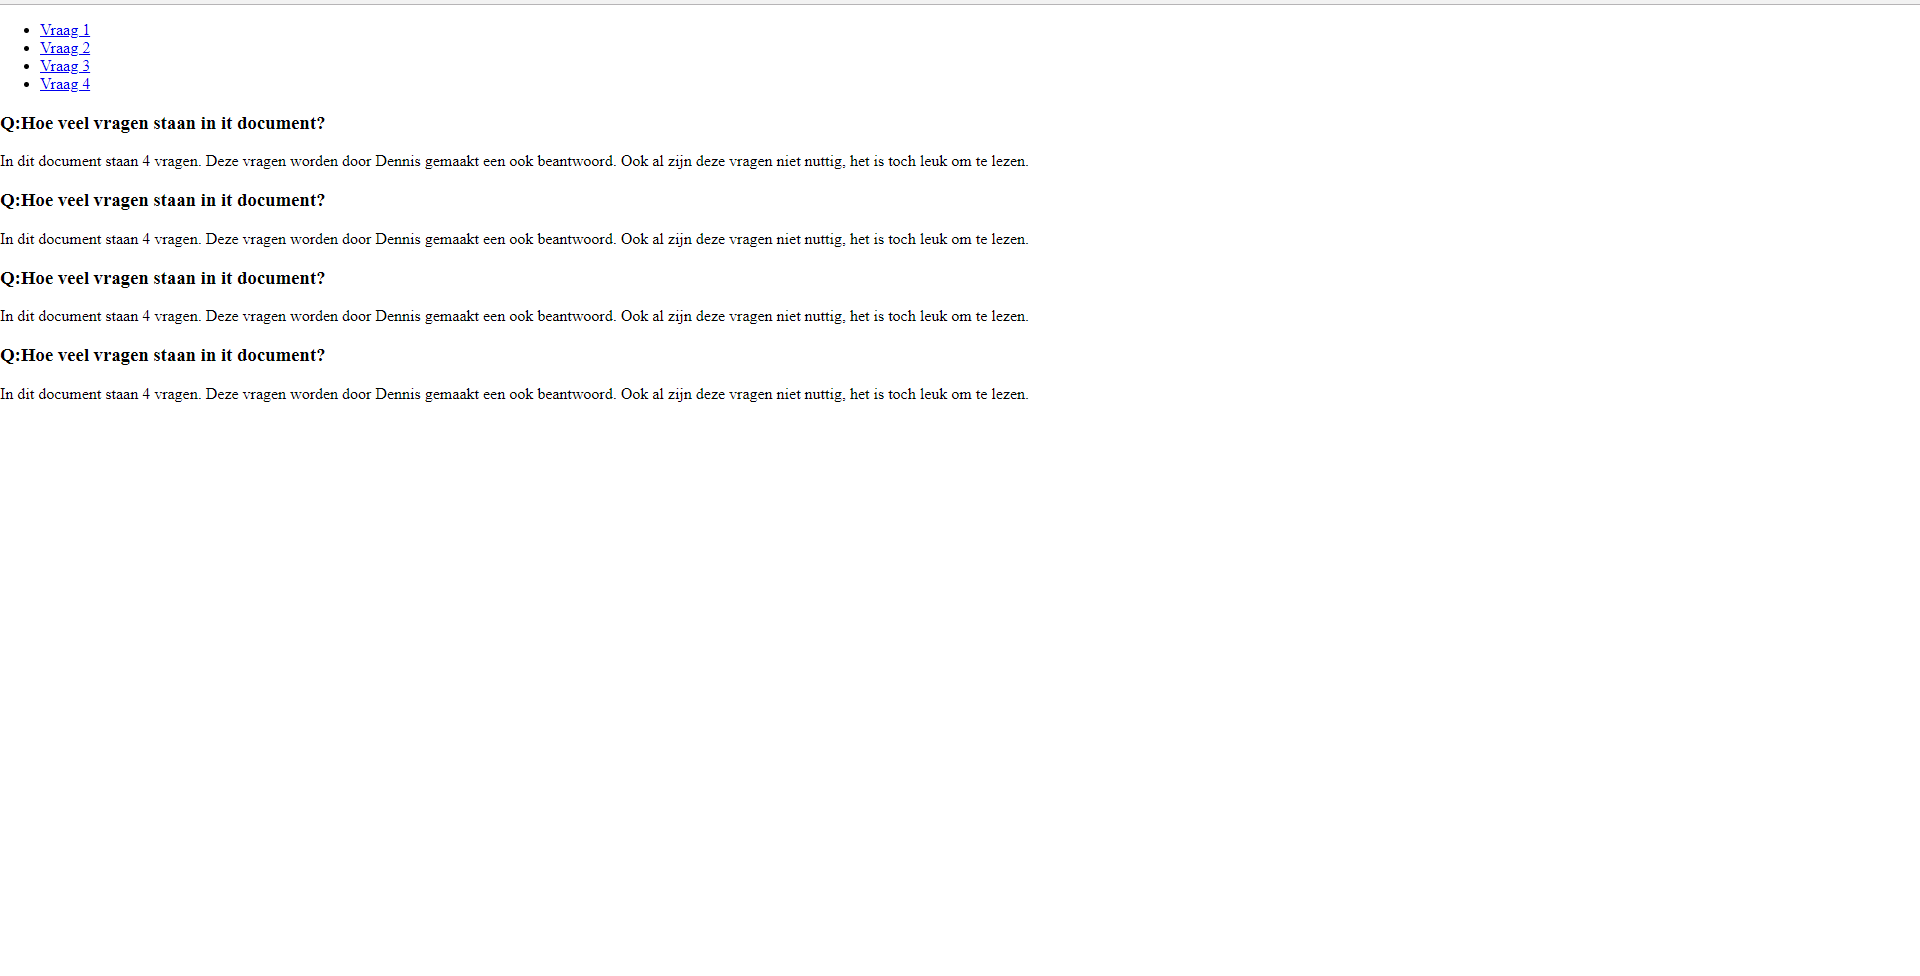 Vraag 1
Vraag 2
Vraag 3
Vraag 4
Q:Hoe veel vragen staan in it document?
In dit document staan 4 vragen. Deze vragen worden door Dennis gemaakt een ook beantwoord. Ook al zijn deze vragen niet nuttig, het is toch leuk om te lezen.
Q:Hoe veel vragen staan in it document?
In dit document staan 4 vragen. Deze vragen worden door Dennis gemaakt een ook beantwoord. Ook al zijn deze vragen niet nuttig, het is toch leuk om te lezen.
Q:Hoe veel vragen staan in it document?
In dit document staan 4 vragen. Deze vragen worden door Dennis gemaakt een ook beantwoord. Ook al zijn deze vragen niet nuttig, het is toch leuk om te lezen.
Q:Hoe veel vragen staan in it document?
In dit document staan 4 vragen. Deze vragen worden door Dennis gemaakt een ook beantwoord. Ook al zijn deze vragen niet nuttig, het is toch leuk om te lezen.